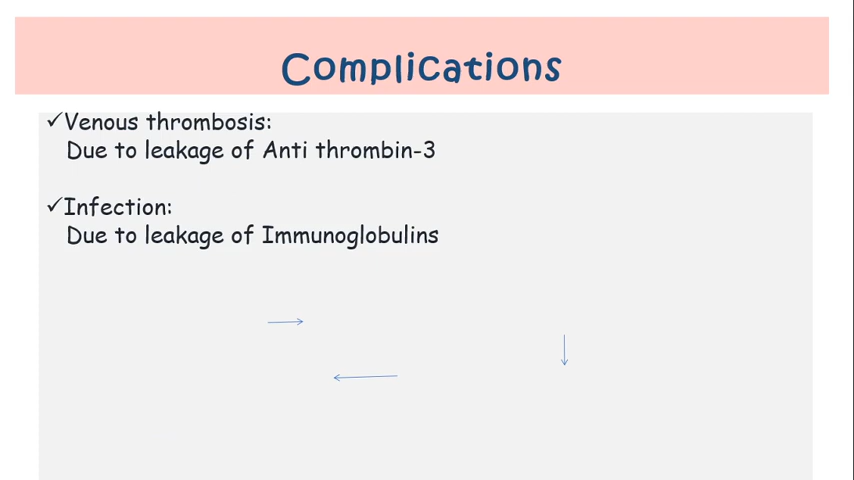 Complications
✓Venous thrombosis:
Due to leakage of Anti thrombin-3
✓Infection:
Due to leakage of Immunoglobulins